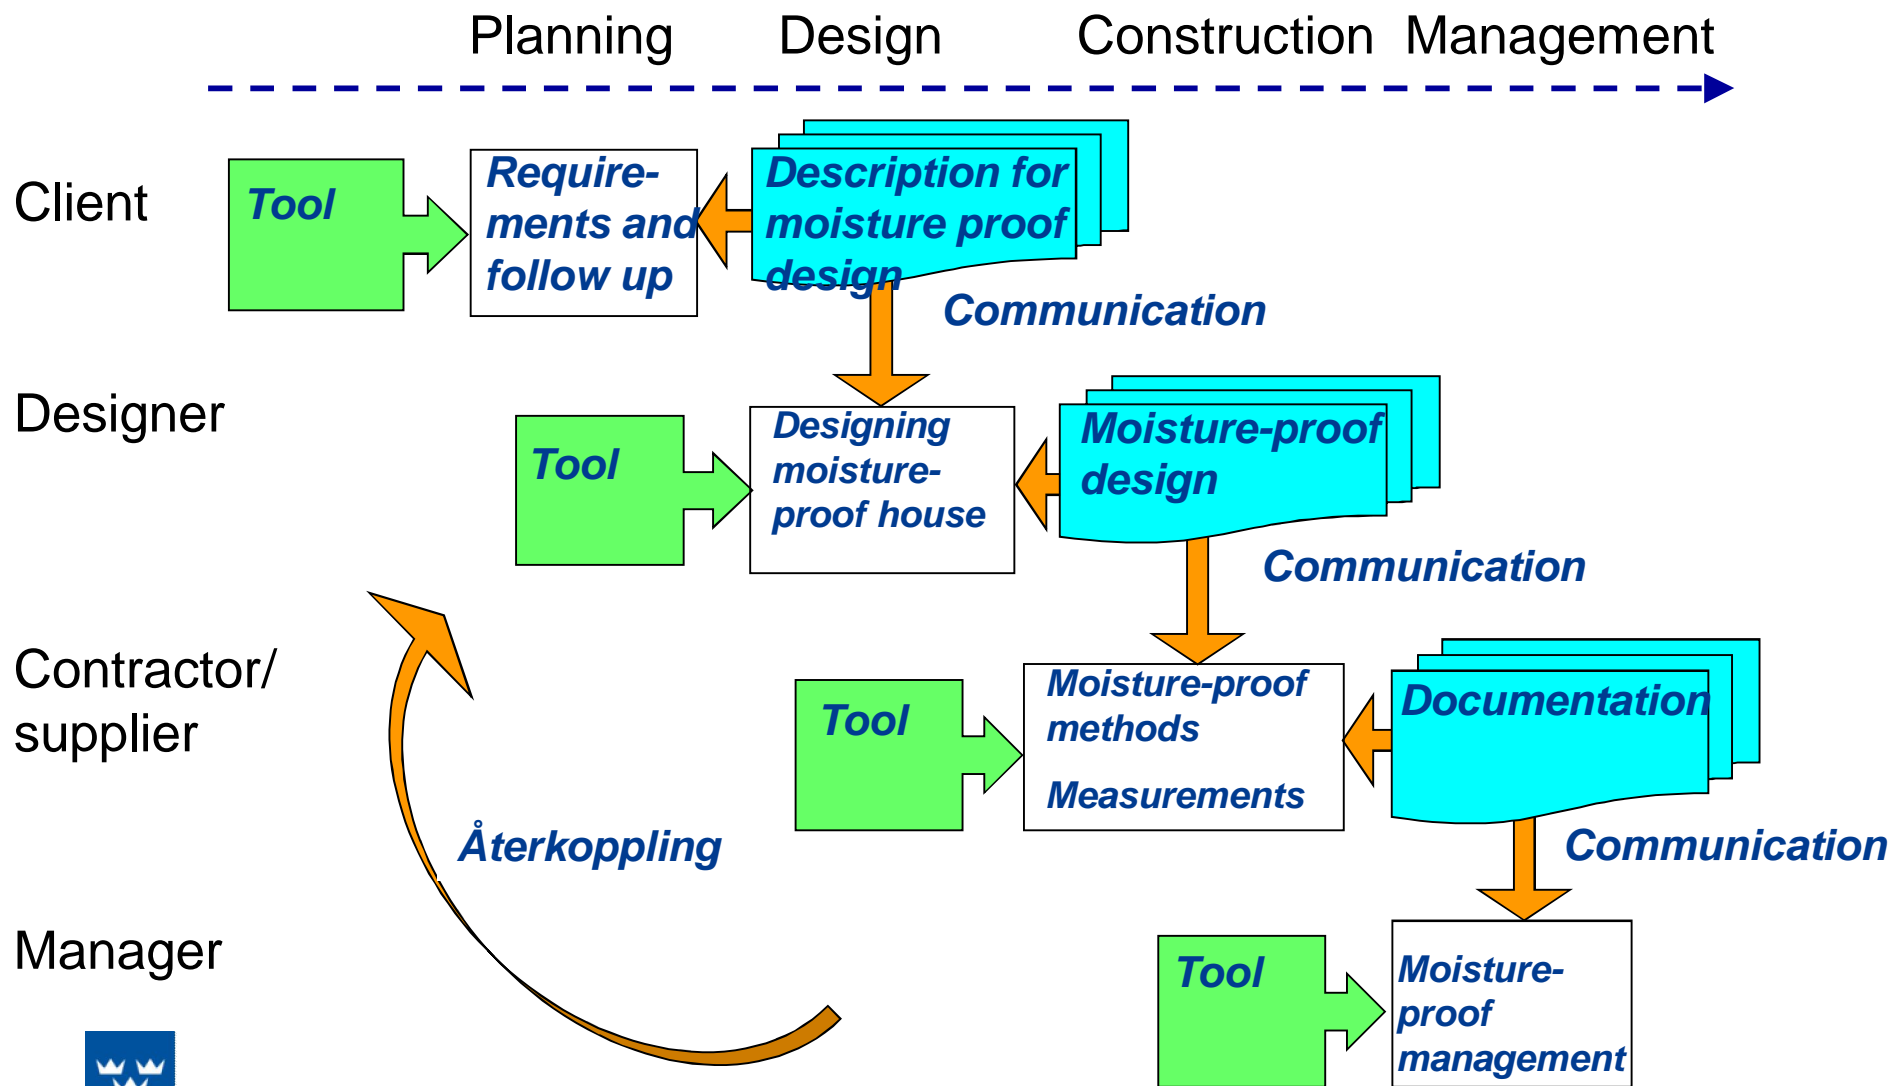 Planning Design Construction Management
Client
Tool
Require-
ments and
follow up
Description for
moisture proof
design
Communication
Designer
Tool
Designing
moisture-
proof house
Moisture-proof
design
Communication
Contractor/
supplier
Tool
Moisture-proof
methods
Measurements
Documentation
Communication
Återkoppling
Manager
Tool
Moisture-
proof
management